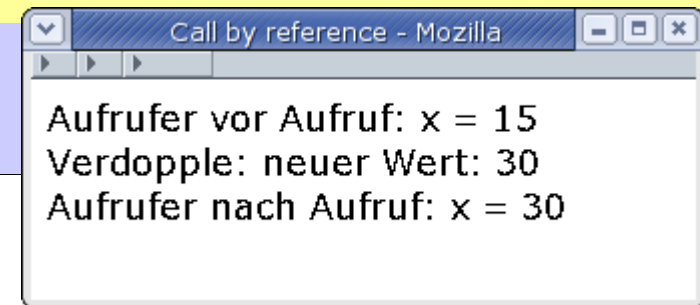 Call by reference - Mozilla
Aufrufer vor Aufruf: x = 15
Verdopple: neuer Wert: 30
Aufrufer nach Aufruf: x = 30